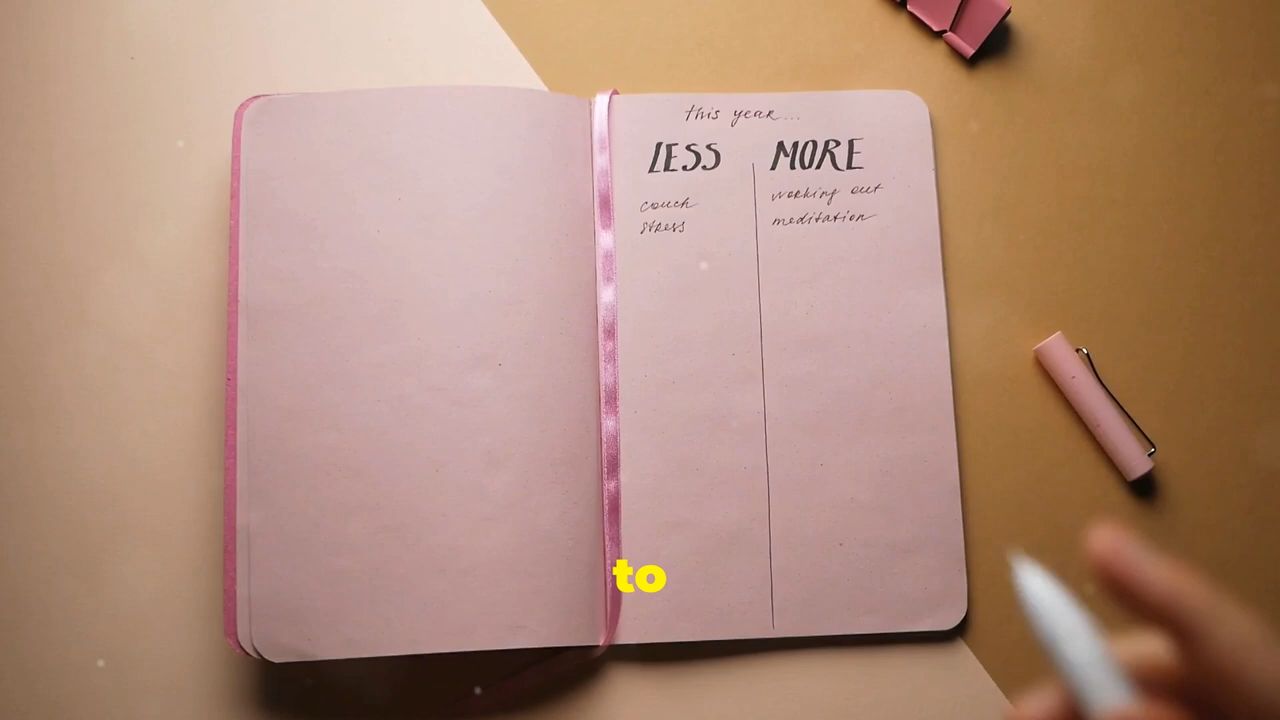 this year...
LESS
MORE
couch
stress
working out
meditation
to